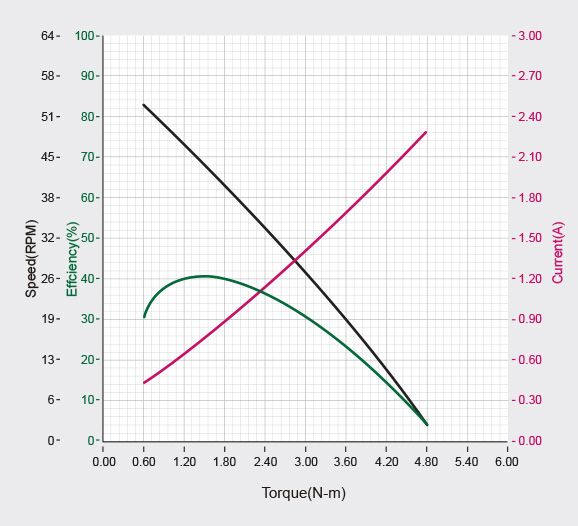 64- 100- - 3.00
58- 90- - 2.70
51- 80- - 2.40
45- 70- - 2.10
38- 60- - 1.80
32- 50- - 1.50
26- 40- - 1.20
19- 30- - 0.90
13- 20- - 0.60
6- 10- - 0.30
0- 0- - 0.00
Speed(RPM)
Effciency(%)
Current(A)
0.00 0.60 1.20 1.80 2.40 3.00 3.60 4.20 4.80 5.40 6.00
Torque(N-m)